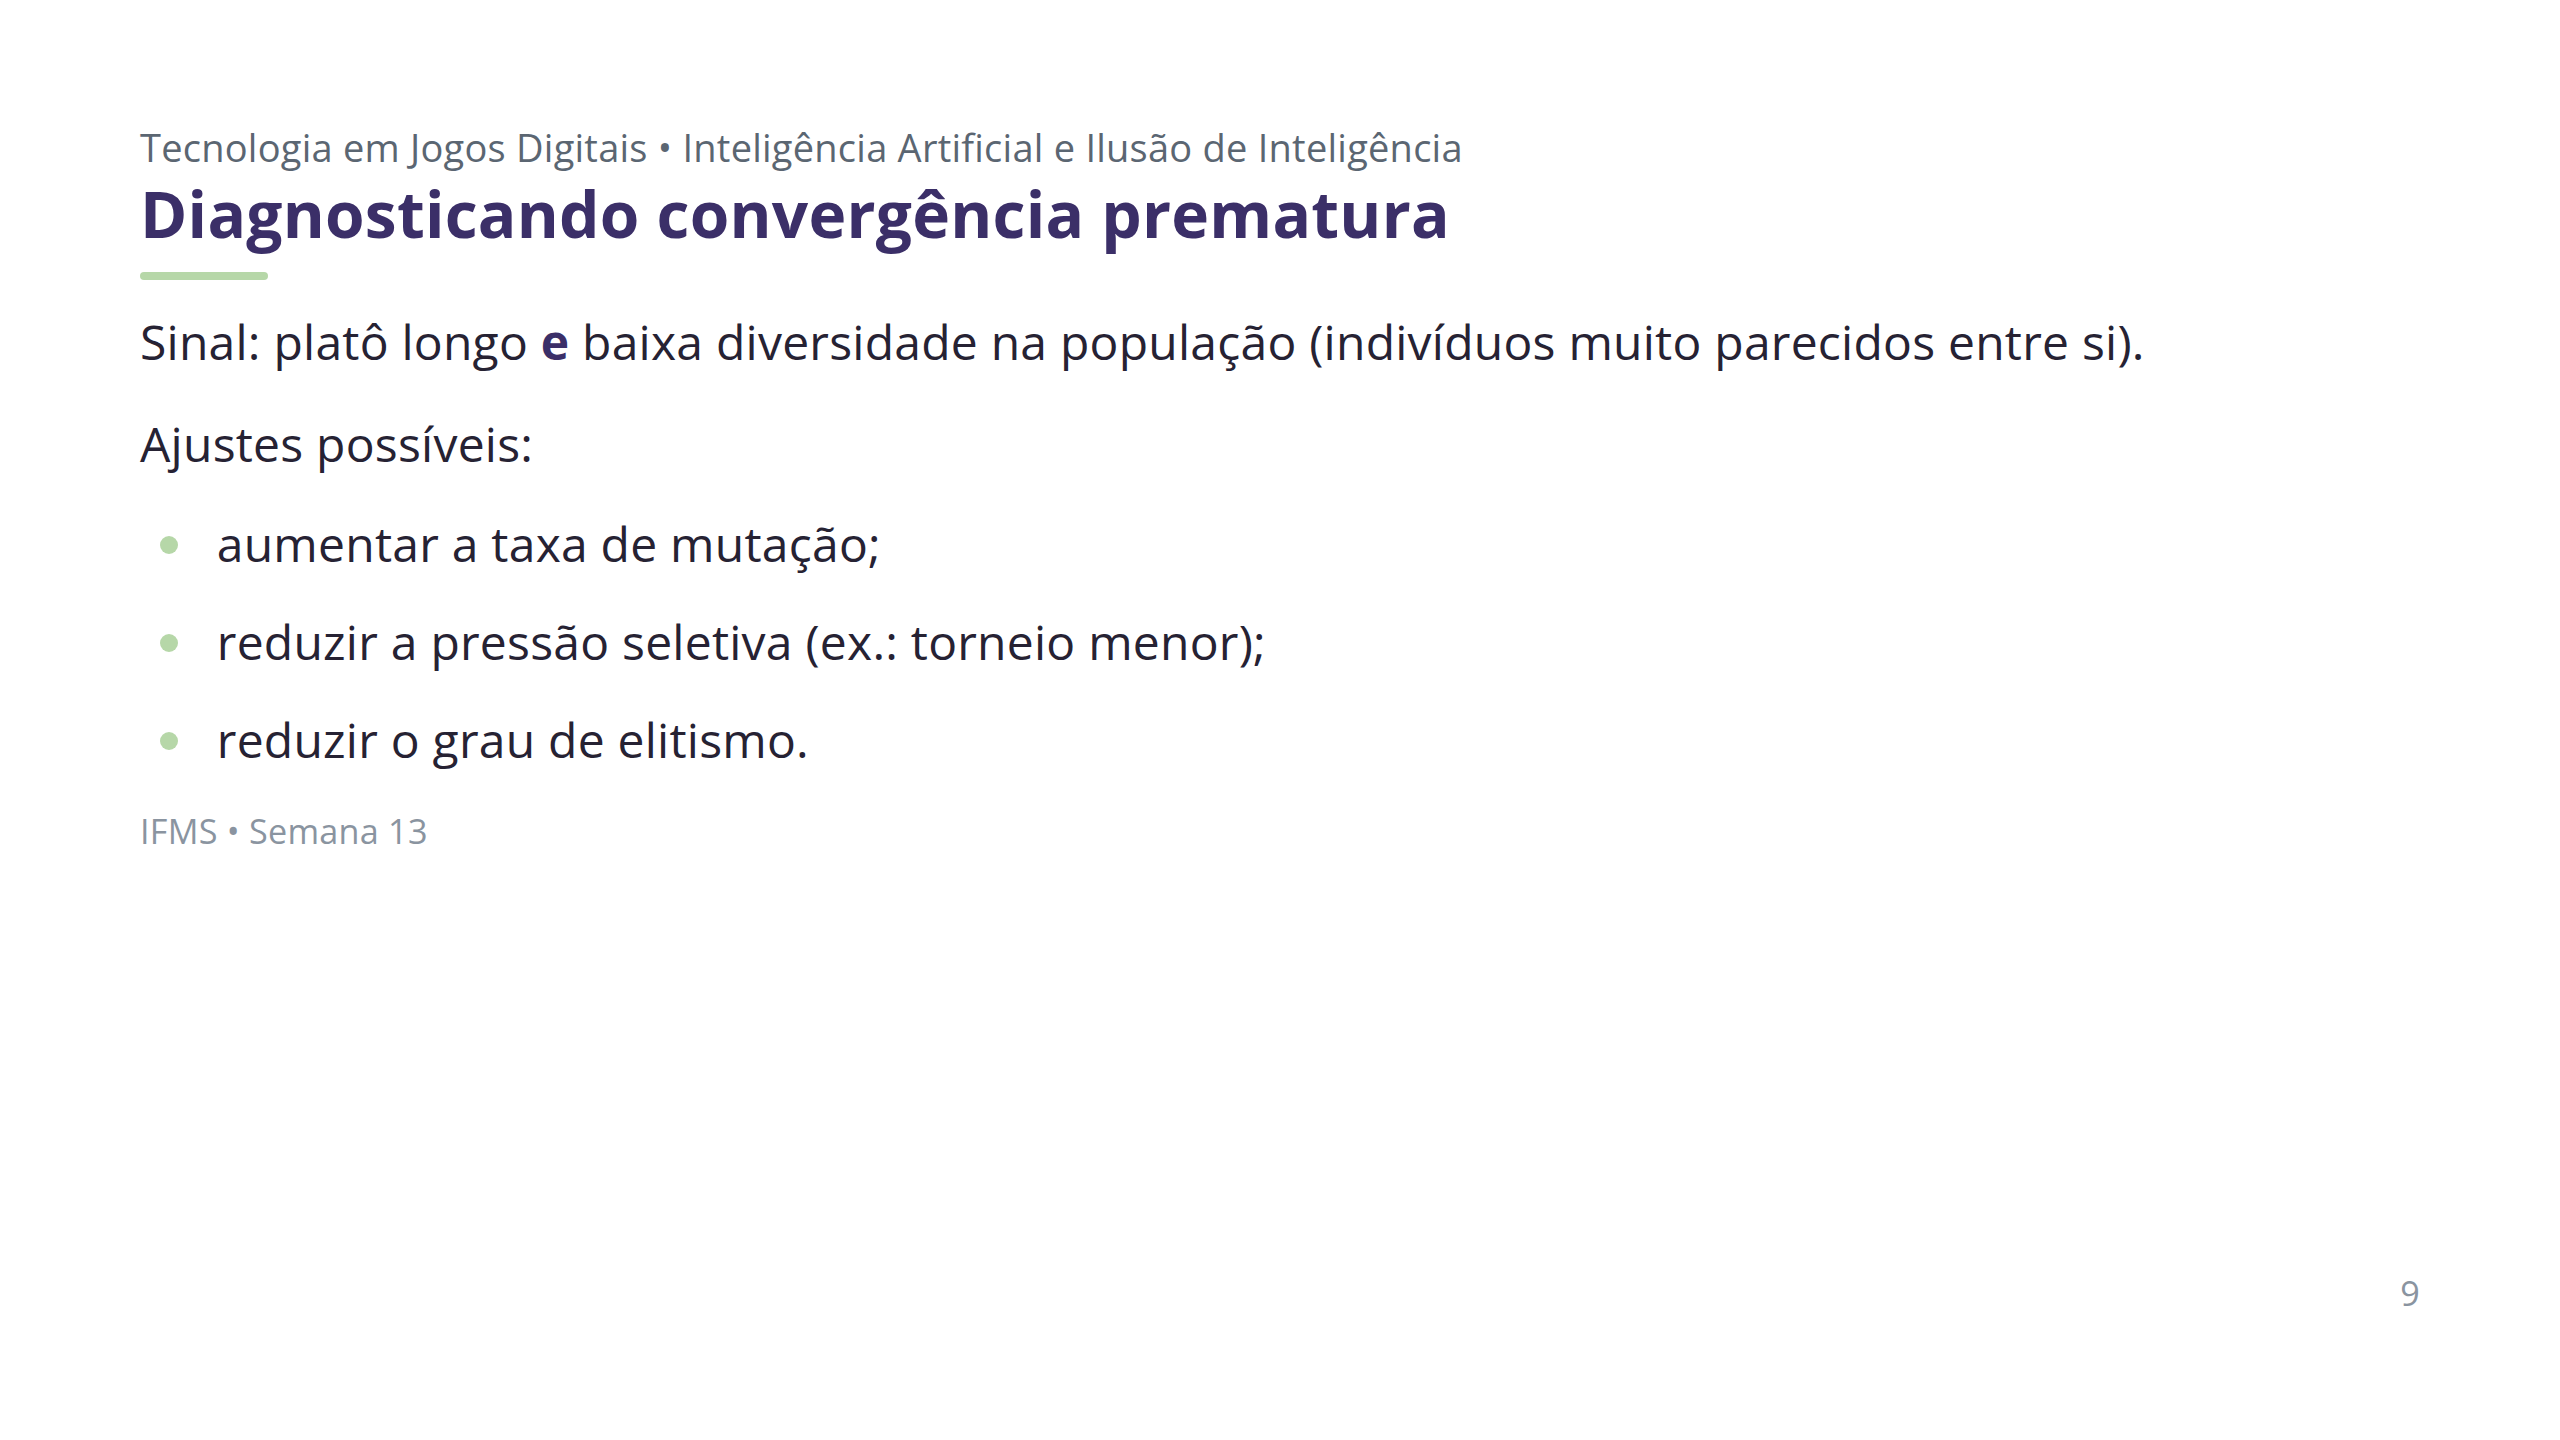 Tecnologia em Jogos Digitais • Inteligência Artificial e Ilusão de Inteligência
Diagnosticando convergência prematura
Sinal: platô longo e baixa diversidade na população (indivíduos muito parecidos entre si).
Ajustes possíveis:
• aumentar a taxa de mutação;
• reduzir a pressão seletiva (ex.: torneio menor);
• reduzir o grau de elitismo.
IFMS • Semana 13
9